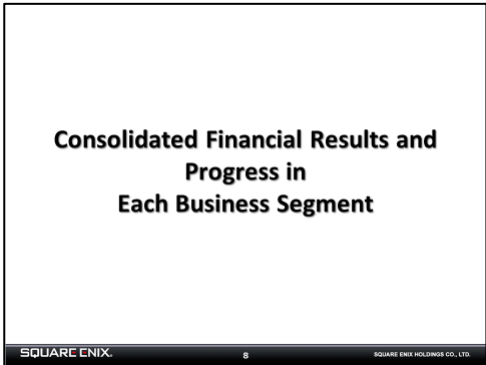 Consolidated Financial Results and
Progress in
Each Business Segment
SQUARE ENIX.
8
SQUARE ENIX HOLDINGS CO., LTD.